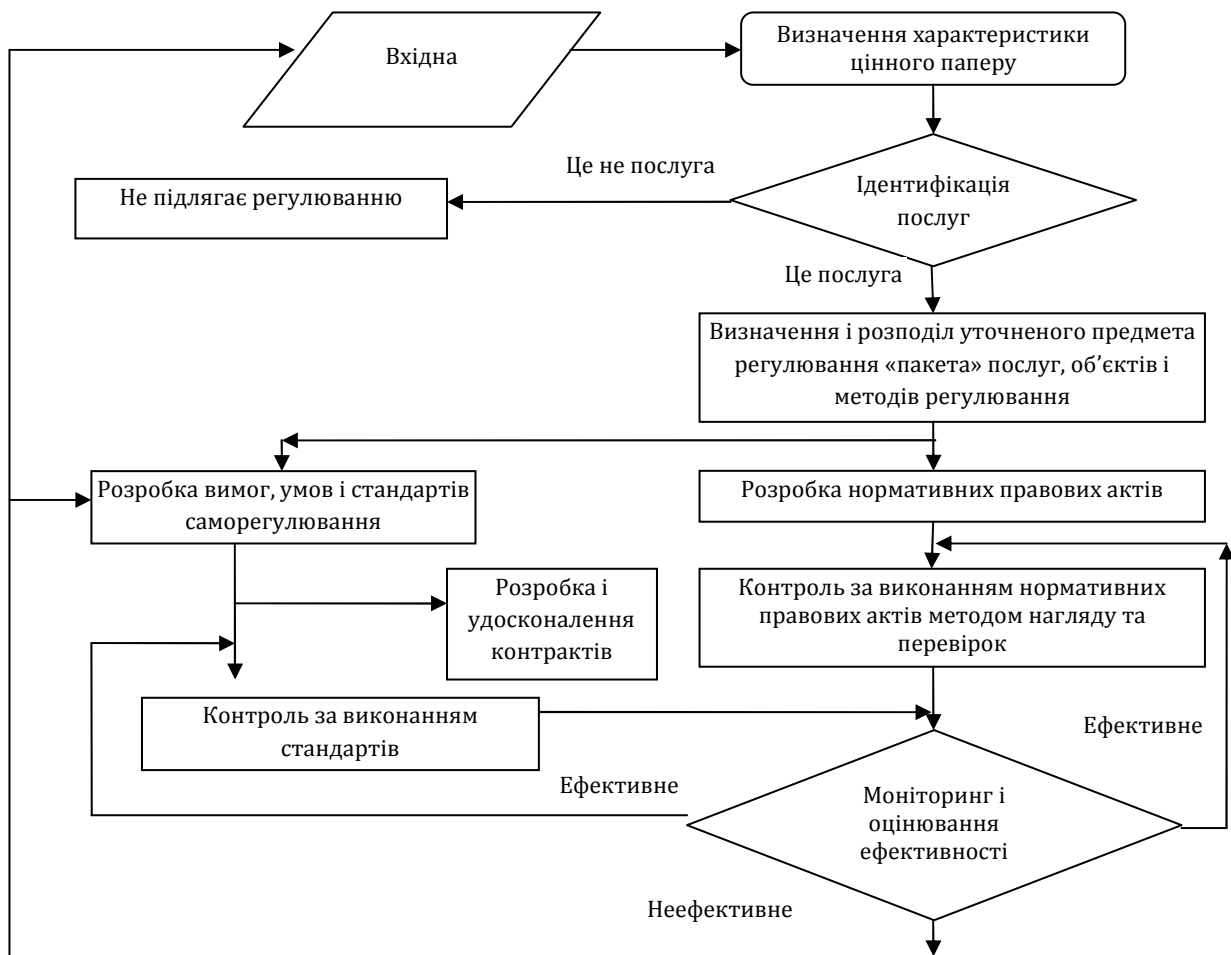 Вхідна
Визначення характеристики
цінного паперу
Це не послуга
Ідентифікація
послуг
Не підлягає регулюванню
Це послуга
Визначення і розподіл уточненого предмета
регулювання «пакета» послуг, об’єктів і
методів регулювання
Розробка вимог, умов і стандартів
саморегулювання
Розробка нормативних правових актів
Розробка і
удосконалення
контрактів
Контроль за виконанням нормативних
правових актів методом нагляду та
перевірок
Контроль за виконанням
стандартів
Ефективне
Ефективне
Моніторинг і
оцінювання
ефективності
Неефективне